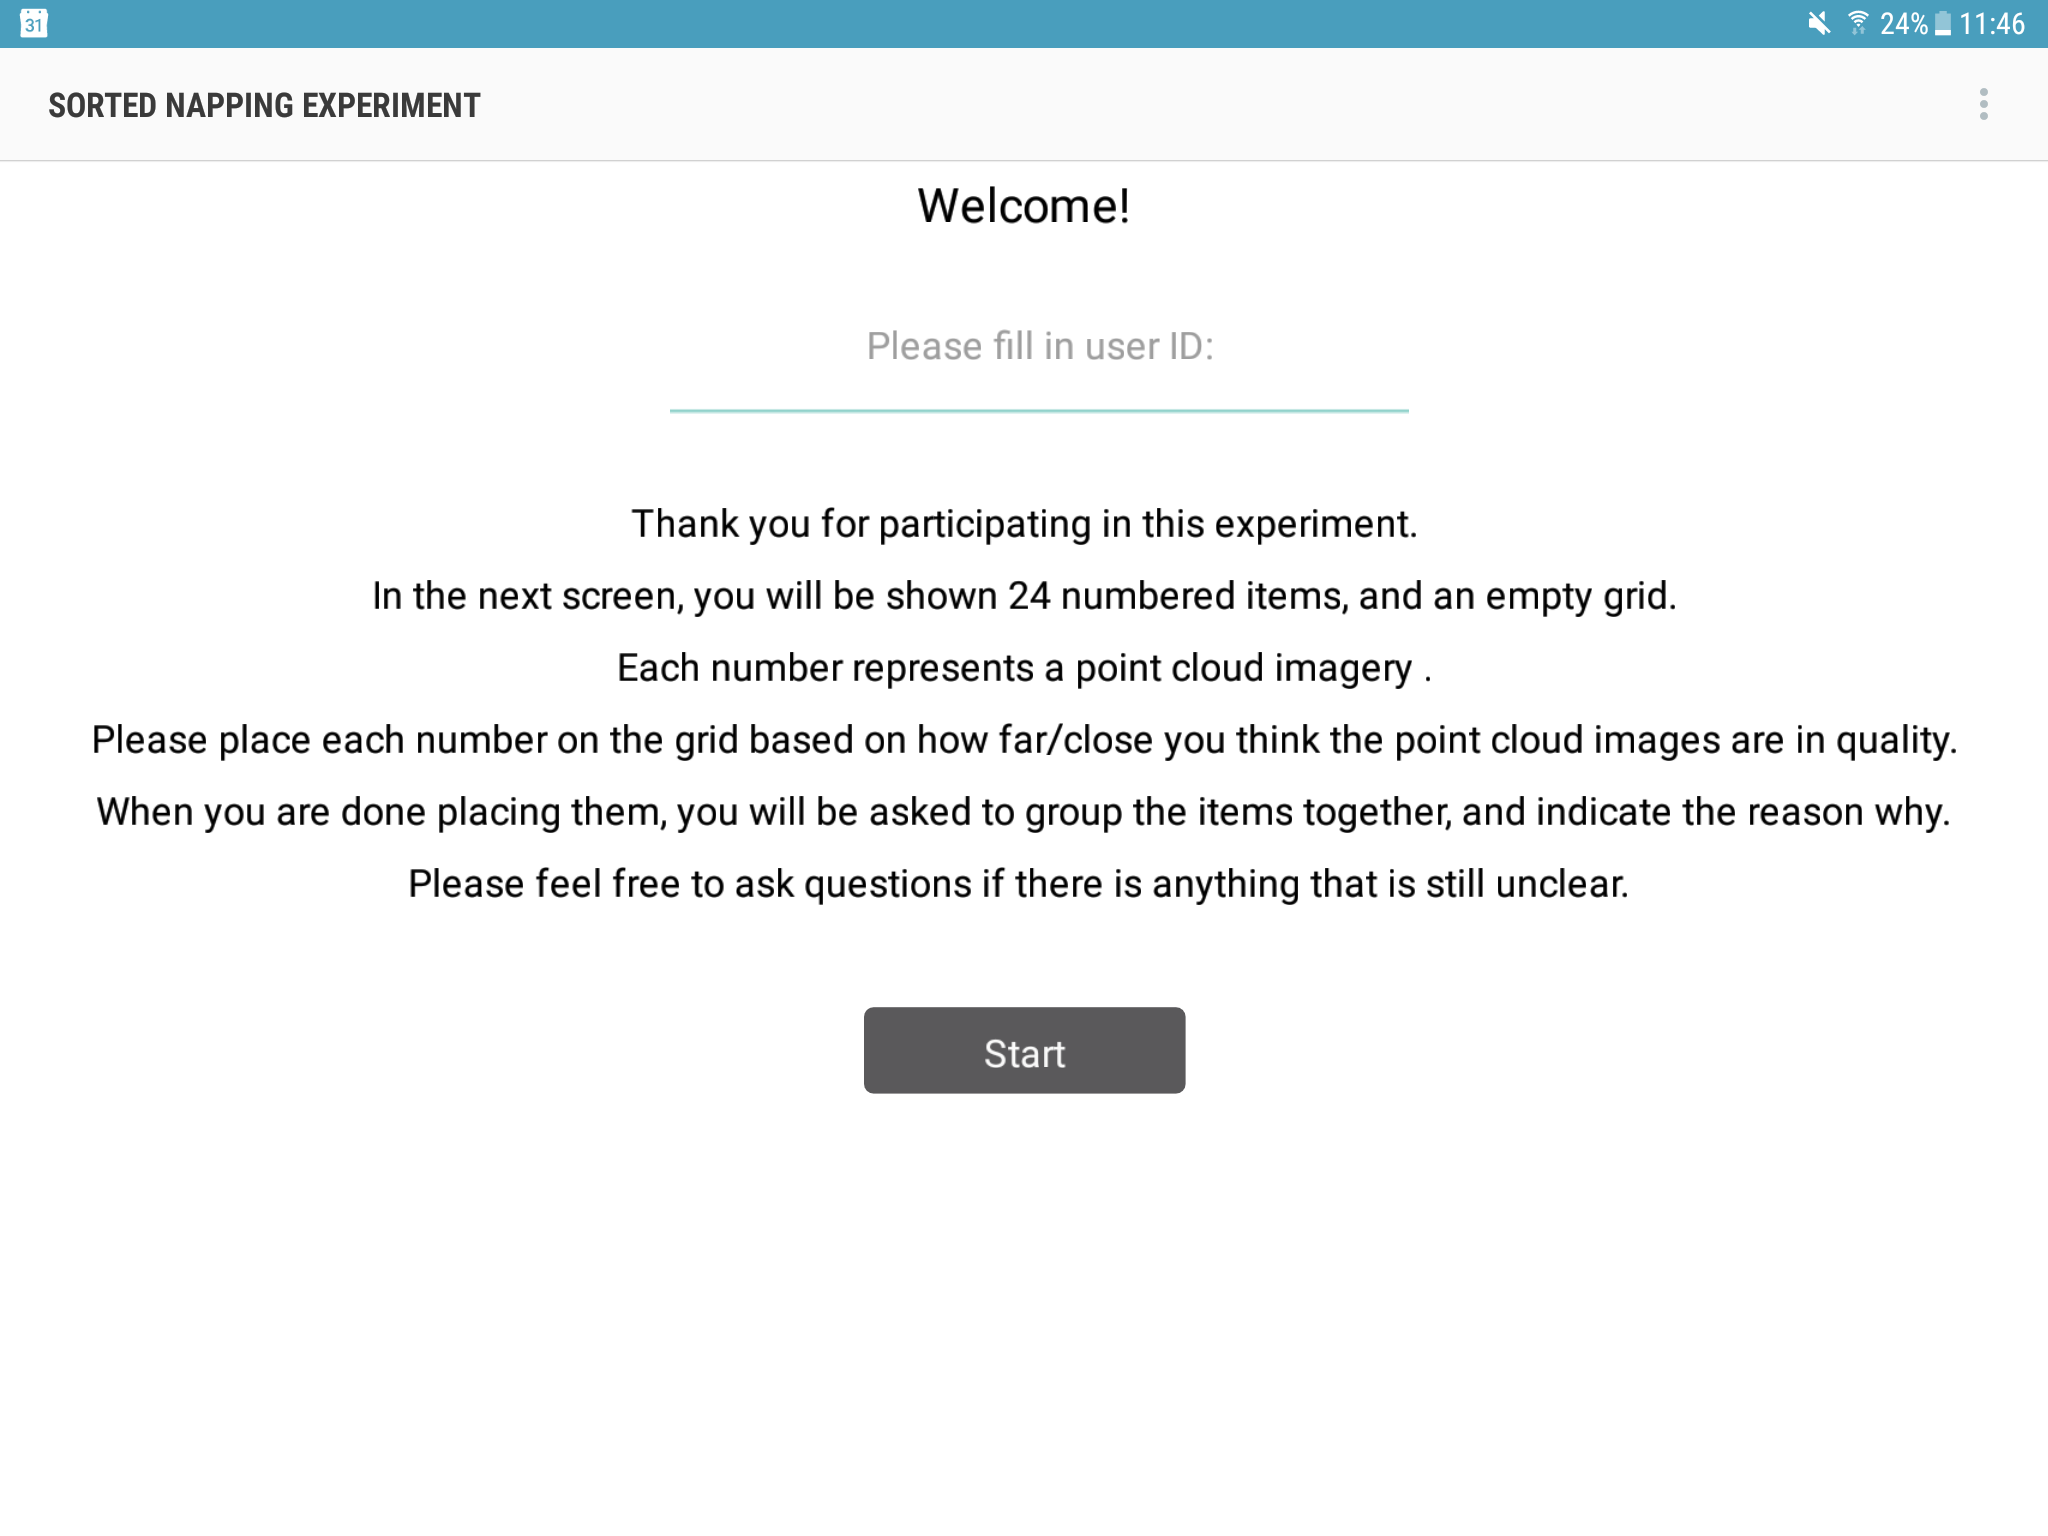 31
24% 11:46
SORTED NAPPING EXPERIMENT
Welcome!
Please fill in user ID:
Thank you for participating in this experiment.
In the next screen, you will be shown 24 numbered items, and an empty grid.
Each number represents a point cloud imagery .
Please place each number on the grid based on how far/close you think the point cloud images are in quality.
When you are done placing them, you will be asked to group the items together, and indicate the reason why.
Please feel free to ask questions if there is anything that is still unclear.
Start